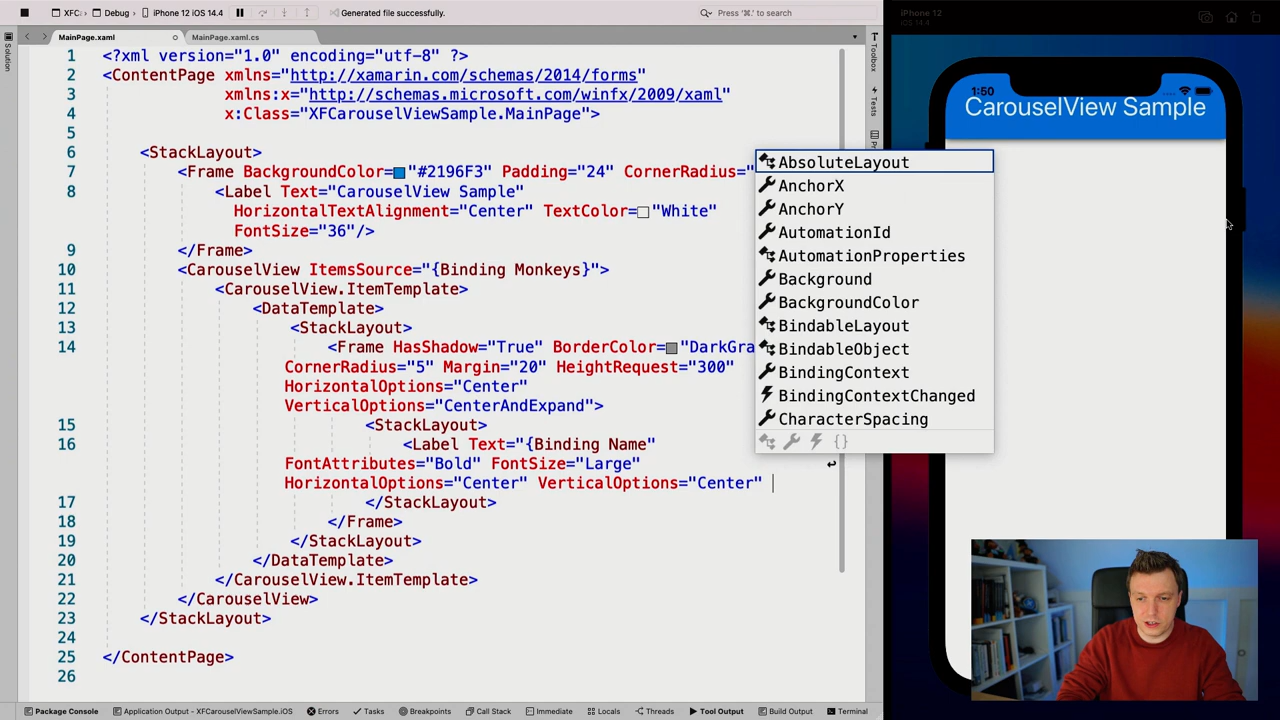 XFC
Debug
iPhone 12 iOS 14.4
Generated file successfully.
Press '⌘.' to search
MainPage.xaml
MainPage.xaml.cs
Solution
Toolbox
Tests
1 <?xml version="1.0" encoding="utf-8" ?>
2 <ContentPage xmlns="http://xamarin.com/schemas/2014/forms"
3 xmlns:x="http://schemas.microsoft.com/winfx/2009/xaml"
4 x:Class="XFCarouselViewSample.MainPage">
5
6 <StackLayout>
7 <Frame BackgroundColor="#2196F3" Padding="24" CornerRadius="
8 <Label Text="CarouselView Sample"
HorizontalTextAlignment="Center" TextColor="White"
FontSize="36"/>
9 </Frame>
10 <CarouselView ItemsSource="{Binding Monkeys}">
11 <CarouselView.ItemTemplate>
12 <DataTemplate>
13 <StackLayout>
14 <Frame HasShadow="True" BorderColor="DarkGra
CornerRadius="5" Margin="20" HeightRequest="300"
HorizontalOptions="Center"
VerticalOptions="CenterAndExpand">
15 <StackLayout>
16 <Label Text="{Binding Name"
FontAttributes="Bold" FontSize="Large"
HorizontalOptions="Center" VerticalOptions="Center"
17 </StackLayout>
18 </Frame>
19 </StackLayout>
20 </DataTemplate>
21 </CarouselView.ItemTemplate>
22 </CarouselView>
23 </StackLayout>
24
25 </ContentPage>
26
AbsoluteLayout
AnchorX
AnchorY
AutomationId
AutomationProperties
Background
BackgroundColor
BindableLayout
BindableObject
BindingContext
BindingContextChanged
CharacterSpacing
{}
iPhone 12
iOS 14.4
1:50
CarouselView Sample
Package Console
Application Output - XFCarouselViewSample.iOS
Errors
Tasks
Breakpoints
Call Stack
Immediate
Locals
Threads
Tool Output
Build Output
Terminal